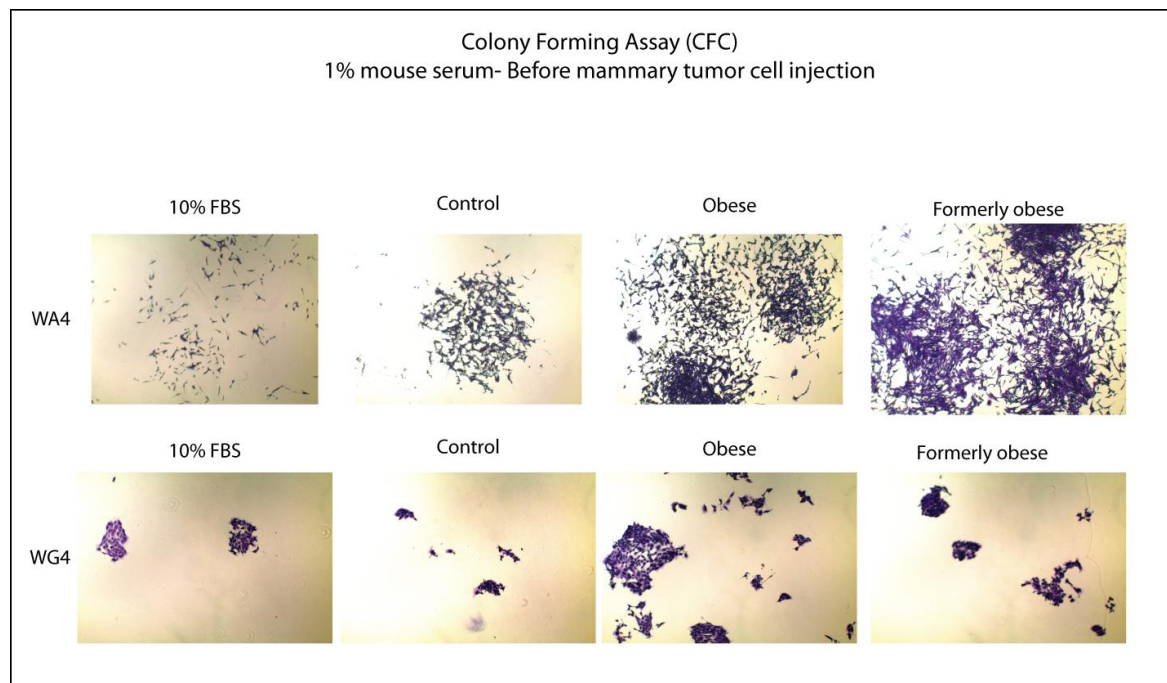 Colony Forming Assay (CFC)
1% mouse serum- Before mammary tumor cell injection
10% FBS
Control
Obese
Formerly obese
WA4
10% FBS
Control
Obese
Formerly obese
WG4